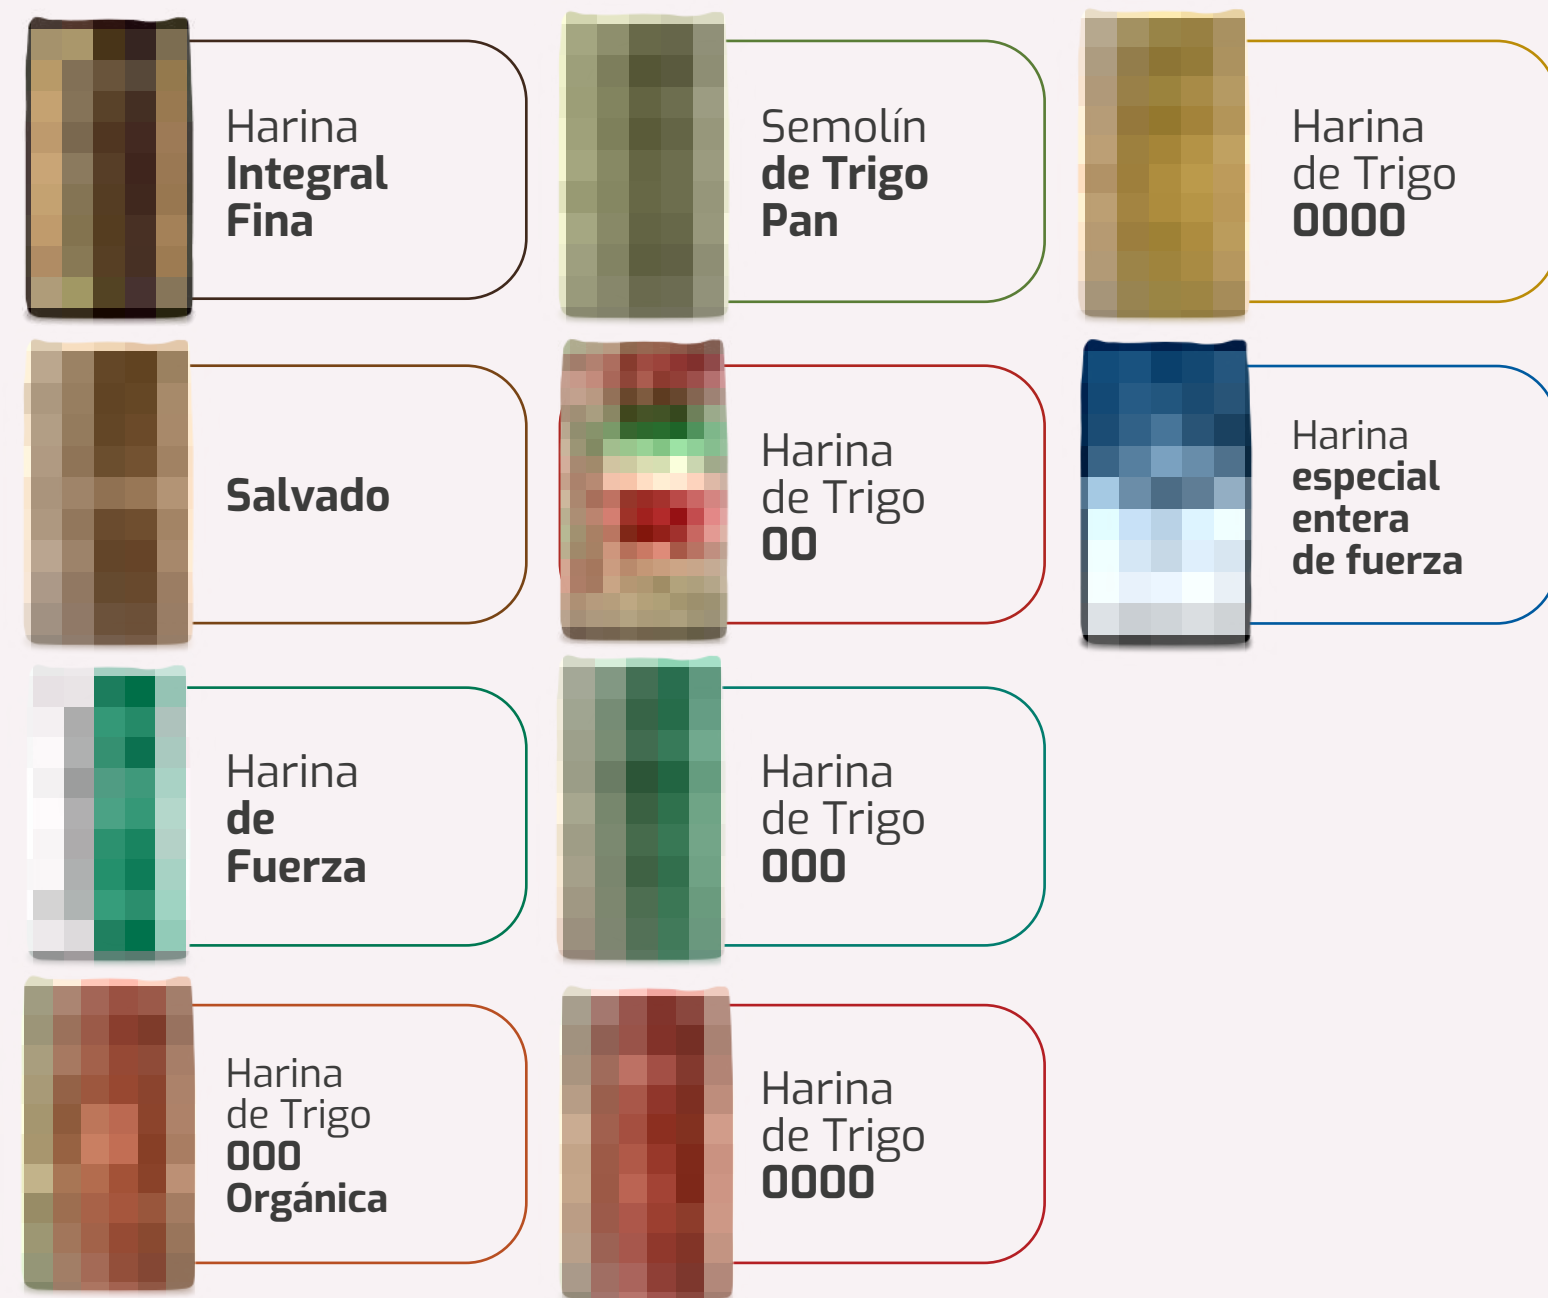 Harina
Integral
Fina
Semolín
de Trigo
Pan
Harina
de Trigo
0000
Salvado
Harina
de Trigo
00
Harina
especial
entera
de fuerza
Harina
de
Fuerza
Harina
de Trigo
000
Harina
de Trigo
000
Orgánica
Harina
de Trigo
0000